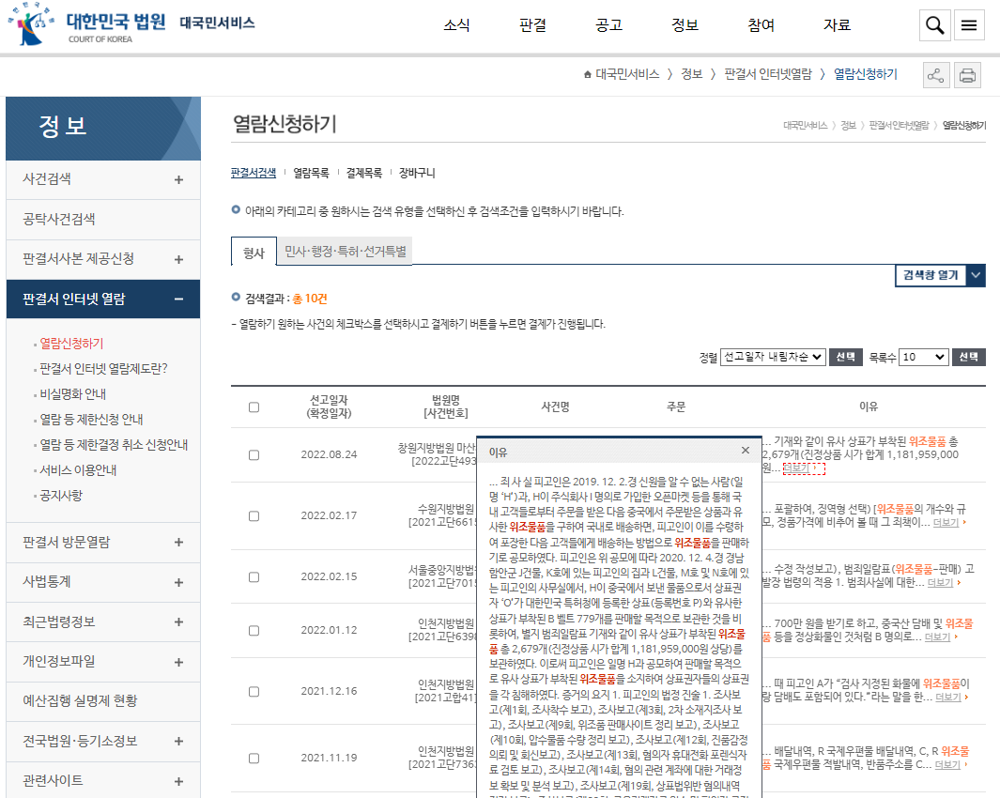 대한민국 법원 대국민서비스
COURT OF KOREA
소식 판결 공고 정보 참여 자료
대국민서비스 〉 정보 〉 판결서 인터넷열람 〉 열람신청하기
정 보
사건검색 +
공탁사건검색
판결서사본 제공신청 +
판결서 인터넷 열람 −
열람신청하기
판결서 인터넷 열람제도란?
비실명화 안내
열람 등 제한신청 안내
열람 등 제한결정 취소 신청안내
서비스 이용안내
공지사항
판결서 방문열람 +
사법통계 +
최근법령정보 +
개인정보파일 +
예산집행 실명제 현황
전국법원·등기소정보 +
관련사이트 +
열람신청하기
대국민서비스 〉 정보 〉 판결서 인터넷열람 〉 열람신청하기
판결서검색 열람목록 결제목록 장바구니
아래의 카테고리 중 원하시는 검색 유형을 선택하신 후 검색조건을 입력하시기 바랍니다.
형사 민사·행정·특허·선거특별
검색창 열기
검색결과 : 총 10건
- 열람하기 원하는 사건의 체크박스를 선택하시고 결제하기 버튼을 누르면 결제가 진행됩니다.
정렬 선고일자 내림차순 선택 목록수 10 선택
선고일자
(확정일자)
법원명
[사건번호]
사건명
주문
이유
2022.08.24
창원지방법원 마산
[2022고단493
... 기재와 같이 유사 상표가 부착된 위조물품 총
2,679개(진정상품 시가 합계 1,181,959,000
원... 더보기
2022.02.17
수원지방법원
[2021고단6615
... 포괄하여, 징역형 선택) [위조물품의 개수와 규
모, 정품가격에 비추어 볼 때 그 죄책이... 더보기
2022.02.15
서울중앙지방법원
[2021고단7015
... 수정 작성보고), 범죄일람표(위조물품-판매) 고
발장 법령의 적용 1. 범죄사실에 대한... 더보기
2022.01.12
인천지방법원
[2021고단6398
... 700만 원을 받기로 하고, 중국산 담배 및 위조물
품 등을 정상화물인 것처럼 B 명의로... 더보기
2021.12.16
인천지방법원
[2021고합41]
... 때 피고인 A가 “검사 지정된 화물에 위조물품이
랑 담배도 포함되어 있다.”라는 말을 한... 더보기
2021.11.19
인천지방법원
[2021고단7363
... 배달내역, R 국제우편물 배달내역, C, R 위조물
품 국제우편물 적발내역, 반품주소를 C... 더보기
이유 ×
... 죄 사 실 피고인은 2019. 12. 2.경 신원을 알 수 없는 사람(일
명 ‘H’)과, H이 주식회사 I 명의로 가입한 오픈마켓 등을 통해 국
내 고객들로부터 주문을 받은 다음 중국에서 주문받은 상품과 유
사한 위조물품을 구하여 국내로 배송하면, 피고인이 이를 수령하
여 포장한 다음 고객들에게 배송하는 방법으로 위조물품을 판매하
기로 공모하였다. 피고인은 위 공모에 따라 2020. 12. 4.경 경남
함안군 J건물, K호에 있는 피고인의 집과 L건물, M호 및 N호에 있
는 피고인의 사무실에서, H이 중국에서 보낸 물품으로서 상표권
자 ‘O’가 대한민국 특허청에 등록한 상표(등록번호 P)와 유사한
상표가 부착된 B 벨트 779개를 판매할 목적으로 보관한 것을 비
롯하여, 별지 범죄일람표 기재와 같이 유사 상표가 부착된 위조물
품 총 2,679개(진정상품 시가 합계 1,181,959,000원 상당)를
보관하였다. 이로써 피고인은 일명 H과 공모하여 판매할 목적으
로 유사 상표가 부착된 위조물품을 소지하여 상표권자들의 상표권
을 각 침해하였다. 증거의 요지 1. 피고인의 법정 진술 1. 조사보
고(제1회, 조사착수 보고), 조사보고(제3회, 2차 소재지조사 보
고), 조사보고(제9회, 위조품 판매사이트 정리 보고), 조사보고
(제10회, 압수물품 수량 정리 보고), 조사보고(제12회, 진품감정
의뢰 및 회신보고), 조사보고(제13회, 혐의자 휴대전화 포렌식자
료 검토 보고), 조사보고(제14회, 혐의 관련 계좌에 대한 거래정
보 확보 및 분석 보고), 조사보고(제19회, 상표법위반 혐의내역